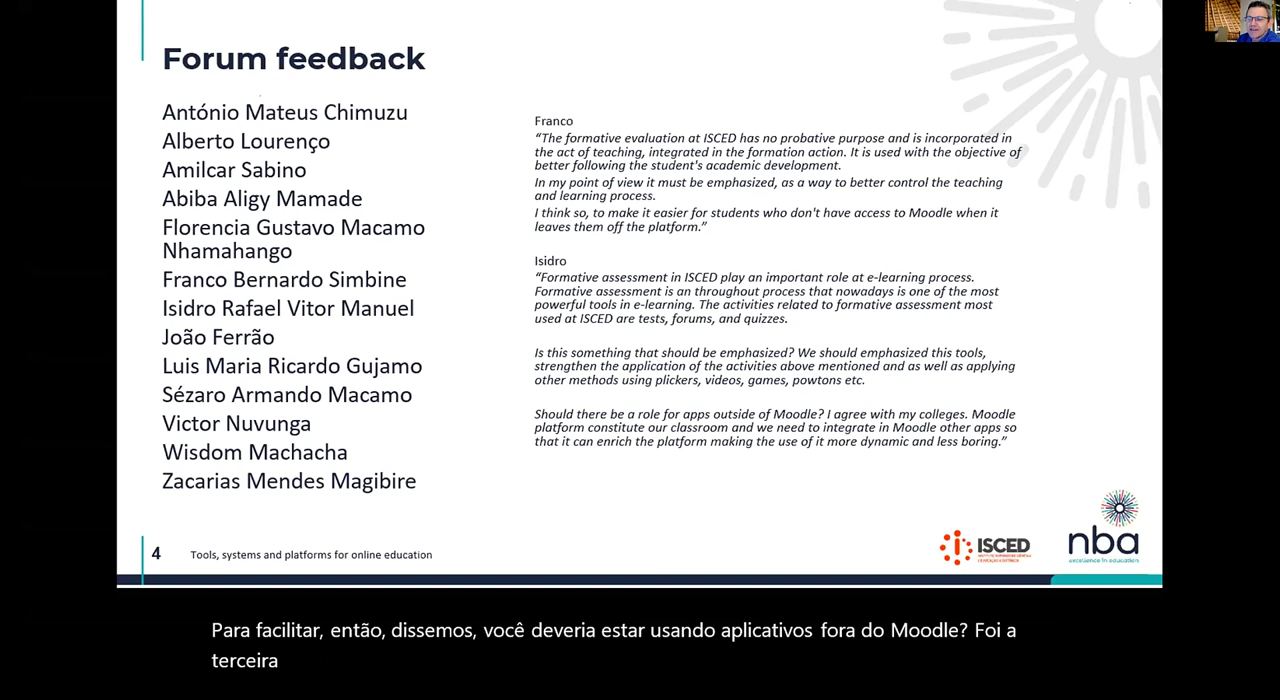 Forum feedback
António Mateus Chimuzu
Alberto Lourenço
Amilcar Sabino
Abiba Aligy Mamade
Florencia Gustavo Macamo
Nhamahango
Franco Bernardo Simbine
Isidro Rafael Vitor Manuel
João Ferrão
Luis Maria Ricardo Gujamo
Sézaro Armando Macamo
Victor Nuvunga
Wisdom Machacha
Zacarias Mendes Magibire
Franco
“The formative evaluation at ISCED has no probative purpose and is incorporated in
the act of teaching, integrated in the formation action. It is used with the objective of
better following the student's academic development.
In my point of view it must be emphasized, as a way to better control the teaching
and learning process.
I think so, to make it easier for students who don't have access to Moodle when it
leaves them off the platform.”
Isidro
“Formative assessment in ISCED play an important role at e-learning process.
Formative assessment is an throughout process that nowadays is one of the most
powerful tools in e-learning. The activities related to formative assessment most
used at ISCED are tests, forums, and quizzes.
Is this something that should be emphasized? We should emphasized this tools,
strengthen the application of the activities above mentioned and as well as applying
other methods using plickers, videos, games, powtons etc.
Should there be a role for apps outside of Moodle? I agree with my colleges. Moodle
platform constitute our classroom and we need to integrate in Moodle other apps so
that it can enrich the platform making the use of it more dynamic and less boring.”
4 Tools, systems and platforms for online education
ISCED
nba
excellence in education
Para facilitar, então, dissemos, você deveria estar usando aplicativos fora do Moodle? Foi a
terceira